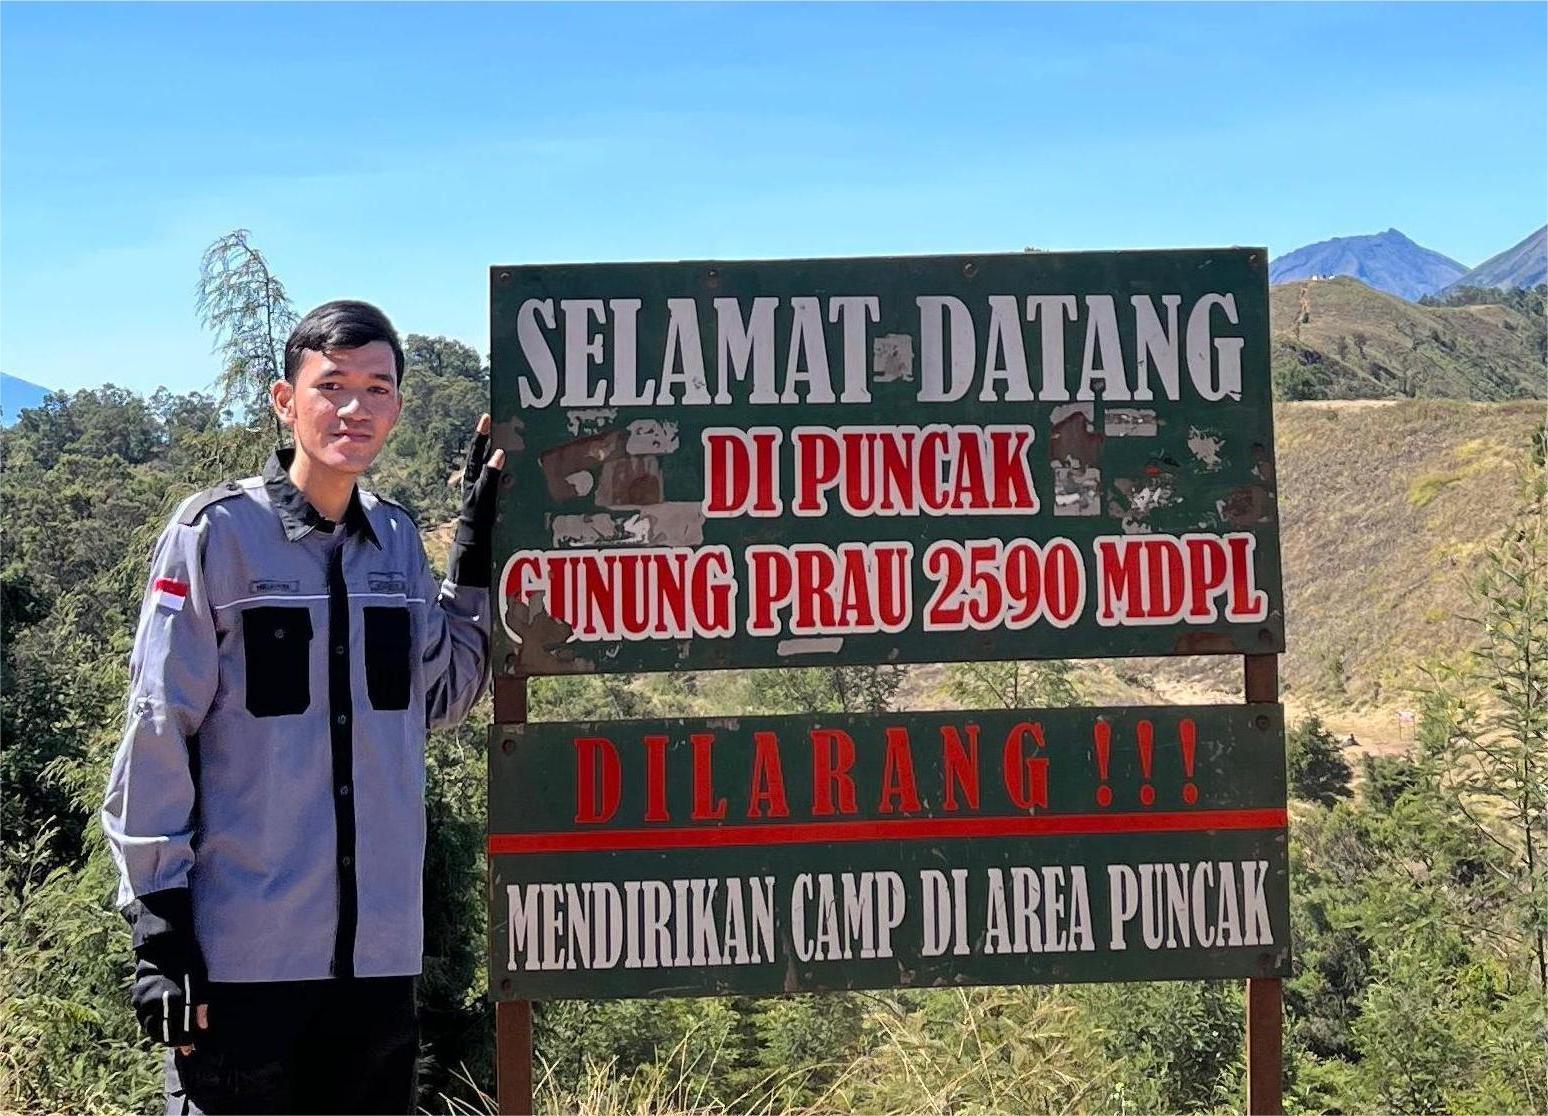 SELAMAT DATANG
DI PUNCAK
GUNUNG PRAU 2590 MDPL
DILARANG !!!
MENDIRIKAN CAMP DI AREA PUNCAK